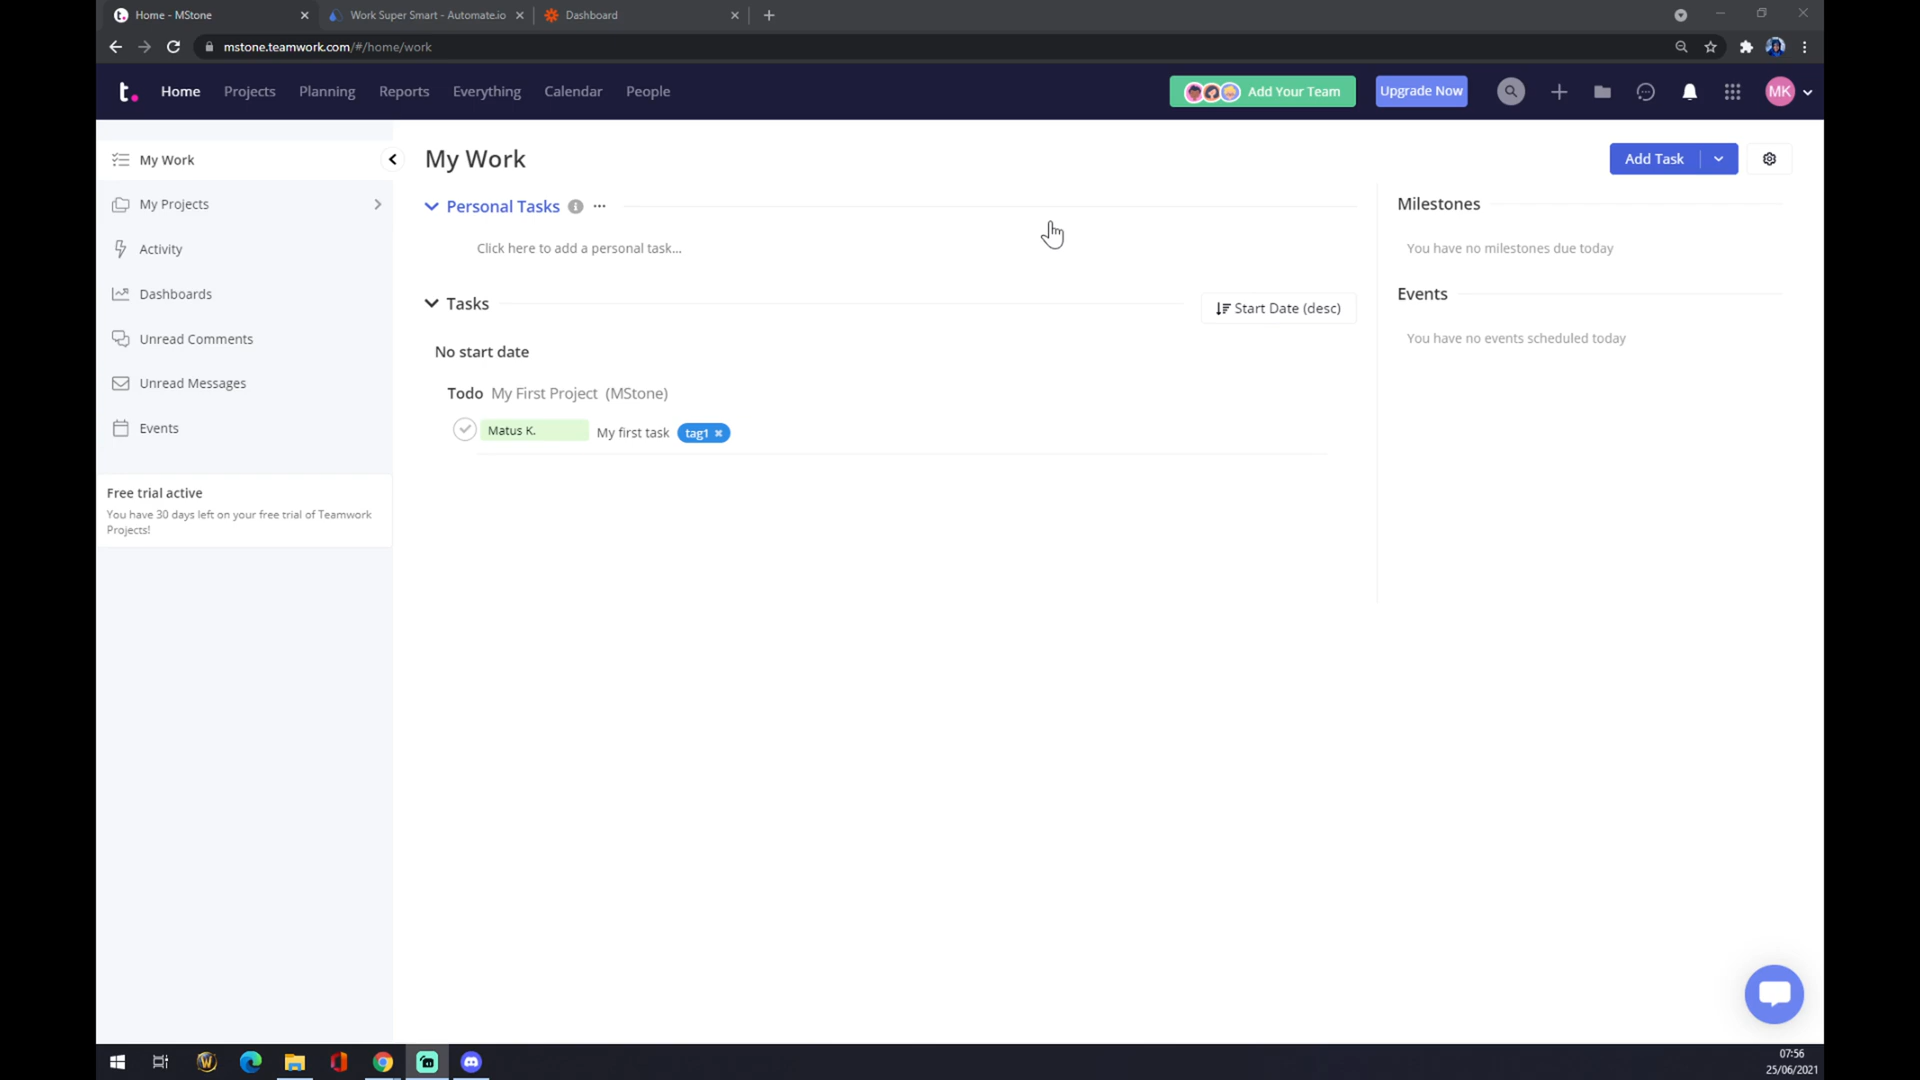 Home - MStone
Work Super Smart - Automate.io
Dashboard
mstone.teamwork.com/#/home/work
t.
Home
Projects
Planning
Reports
Everything
Calendar
People
Add Your Team
Upgrade Now
MK
My Work
My Projects
Activity
Dashboards
Unread Comments
Unread Messages
Events
Free trial active
You have 30 days left on your free trial of Teamwork
Projects!
My Work
Add Task
Personal Tasks
Click here to add a personal task...
Tasks
Start Date (desc)
No start date
Todo My First Project (MStone)
Matus K. My first task tag1
Milestones
You have no milestones due today
Events
You have no events scheduled today
07:56
25/06/2021